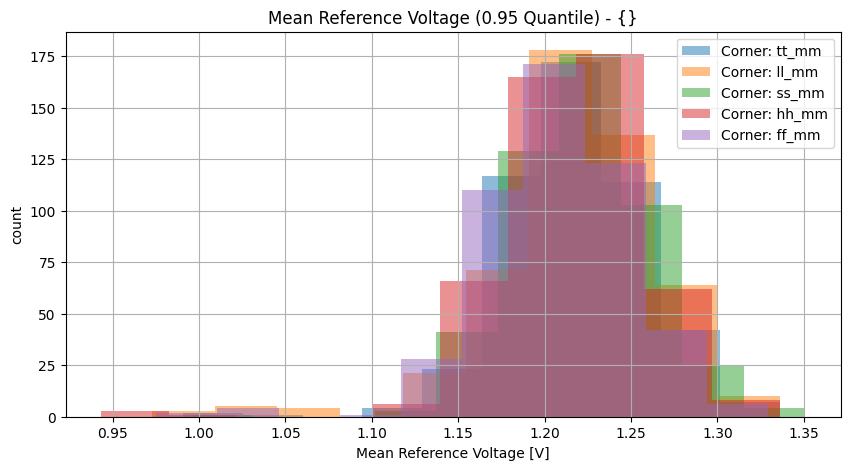 Mean Reference Voltage (0.95 Quantile) - {}
Corner: tt_mm
Corner: ll_mm
Corner: ss_mm
Corner: hh_mm
Corner: ff_mm
175
150
125
100
75
50
25
0
count
0.95 1.00 1.05 1.10 1.15 1.20 1.25 1.30 1.35
Mean Reference Voltage [V]